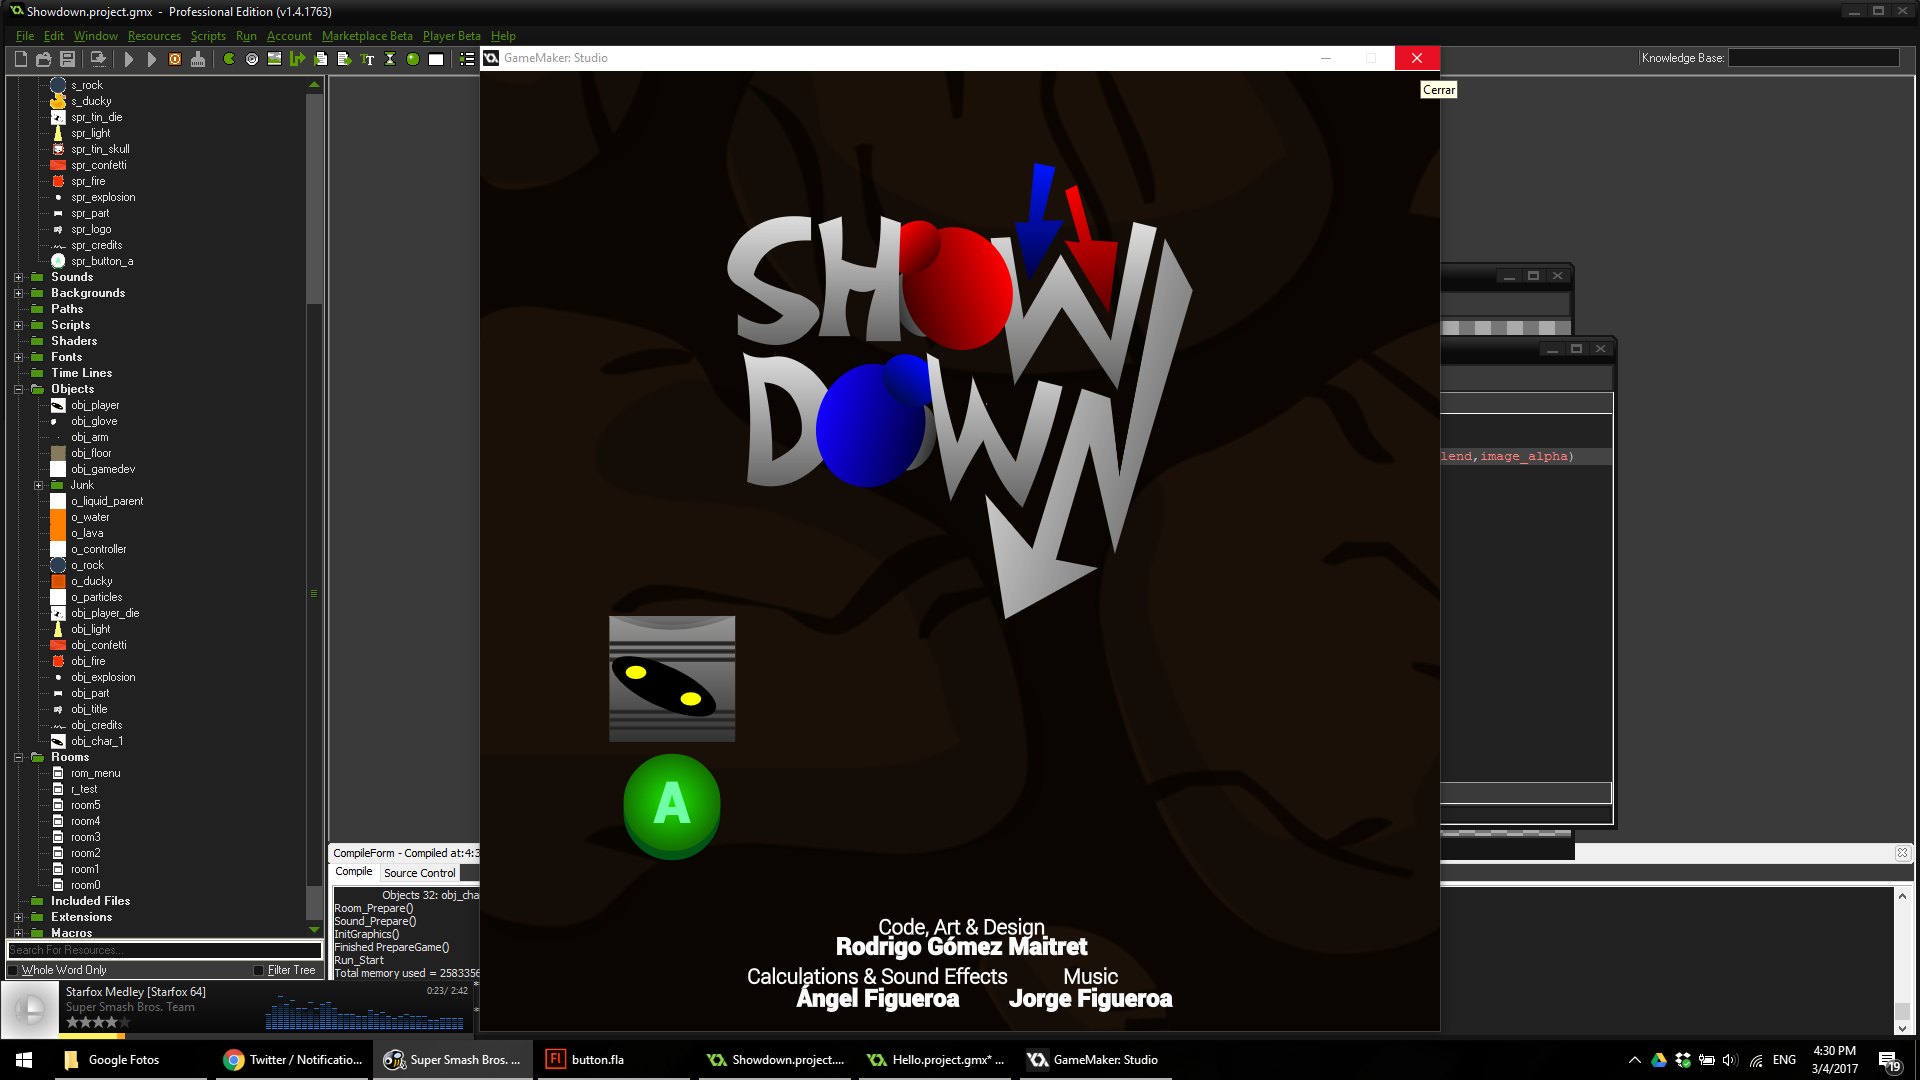 Showdown.project.gmx - Professional Edition (v1.4.1763)
File Edit Window Resources Scripts Run Account Marketplace Beta Player Beta Help
Knowledge Base:
GameMaker: Studio
Cerrar
s_rock
s_ducky
spr_tin_die
spr_light
spr_tin_skull
spr_confetti
spr_fire
spr_explosion
spr_part
spr_logo
spr_credits
spr_button_a
Sounds
Backgrounds
Paths
Scripts
Shaders
Fonts
Time Lines
Objects
obj_player
obj_glove
obj_arm
obj_floor
obj_gamedev
Junk
o_liquid_parent
o_water
o_lava
o_controller
o_rock
o_ducky
o_particles
obj_player_die
obj_light
obj_confetti
obj_fire
obj_explosion
obj_part
obj_title
obj_credits
obj_char_1
Rooms
rom_menu
r_test
room5
room4
room3
room2
room1
room0
Included Files
Extensions
Macros
Search For Resources...
Whole Word Only Filter Tree
SHOW
DOWN
A
Code, Art & Design
Rodrigo Gómez Maitret
Calculations & Sound Effects Music
Ángel Figueroa Jorge Figueroa
lend,image_alpha)
CompileForm - Compiled at:4:3
Compile Source Control
Objects 32: obj_cha
Room_Prepare()
Sound_Prepare()
InitGraphics()
Finished PrepareGame()
Run_Start
Total memory used = 2583356
Starfox Medley [Starfox 64] 0:23/ 2:42
Super Smash Bros. Team
Google Fotos
Twitter / Notificatio...
Super Smash Bros. ...
Fl button.fla
Showdown.project....
Hello.project.gmx* ...
GameMaker: Studio
ENG
4:30 PM
3/4/2017
19